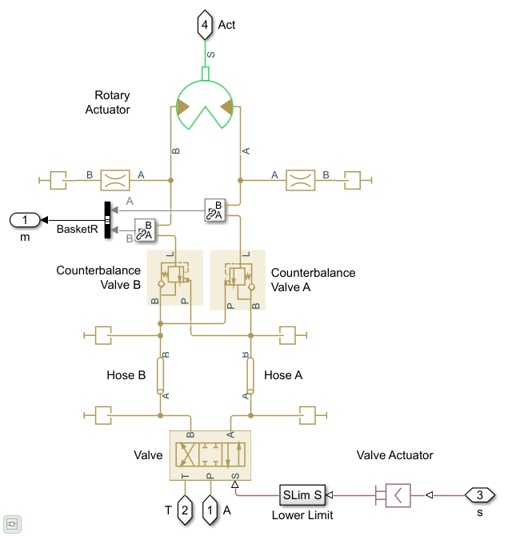 4 Act
S
Rotary
Actuator
B A
B A A B
A
B
A
B
A
1
BasketR
m
B
B
A
L L
Counterbalance
Valve B
Counterbalance
Valve A
B P P B
B B
Hose B Hose A
A A
B A
Valve
Valve Actuator
T P S
SLim S
3
Lower Limit
s
T 2 1 A